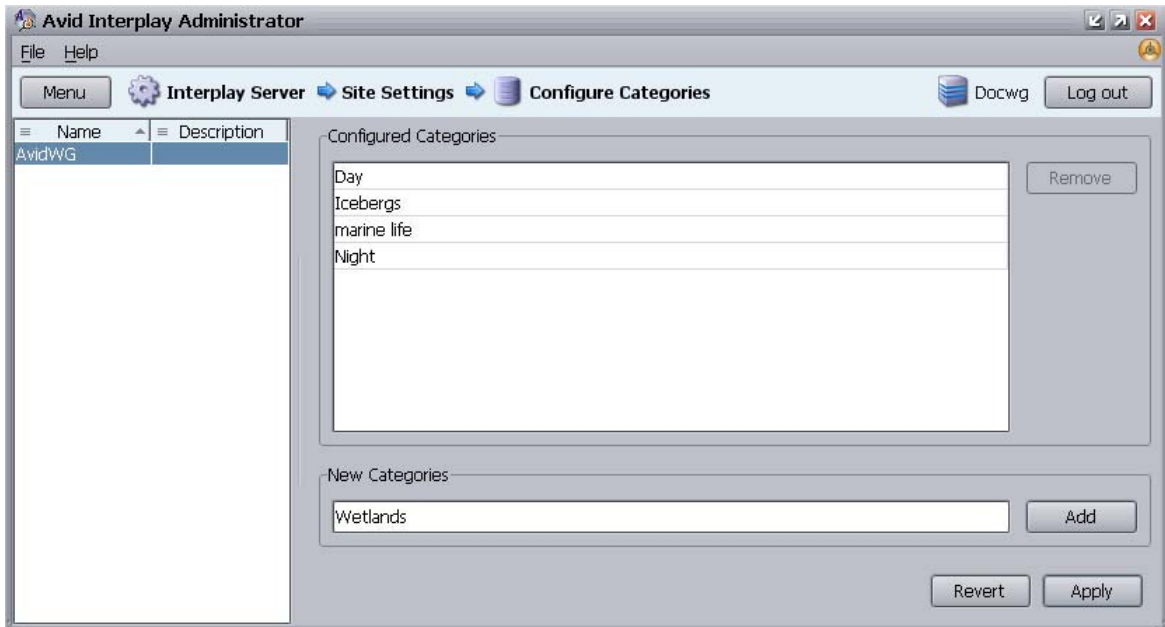 Avid Interplay Administrator
File Help
Menu Interplay Server Site Settings Configure Categories Docwg Log out
Name Description
AvidWG
Configured Categories
Day
Icebergs
marine life
Night
Remove
New Categories
Wetlands
Add
Revert Apply